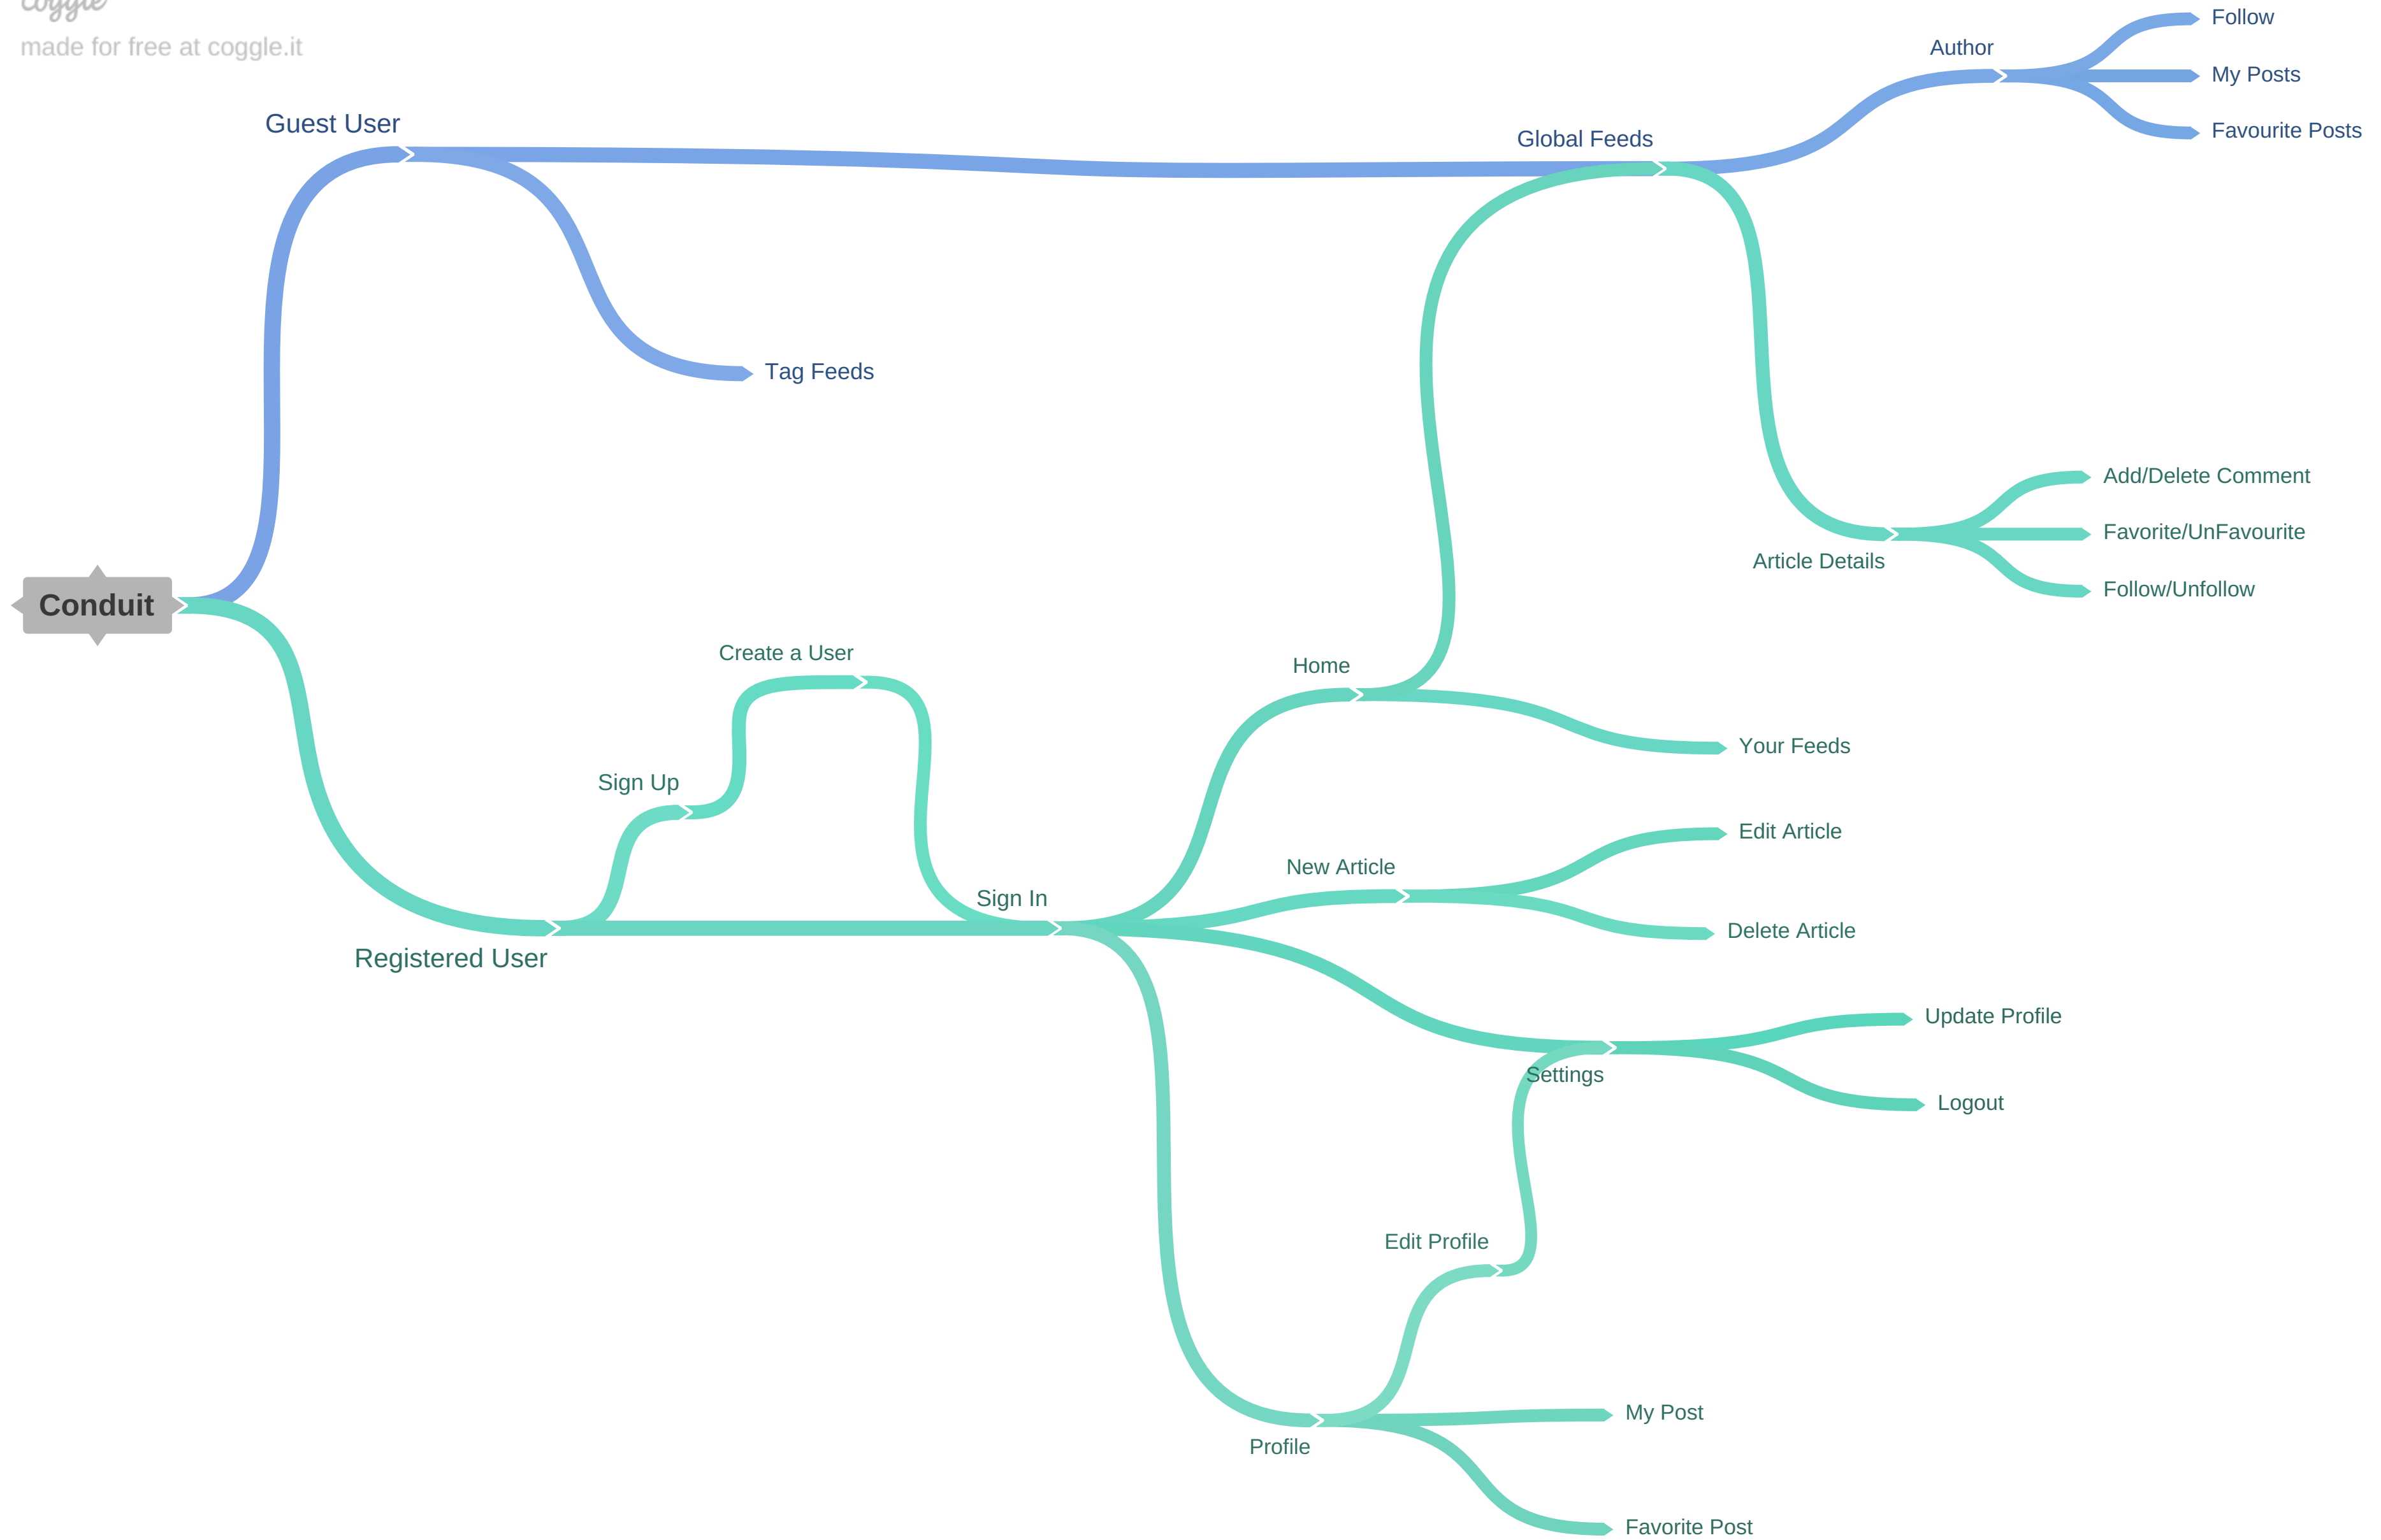 coggle
made for free at coggle.it
Follow
Author
My Posts
Guest User
Favourite Posts
Global Feeds
Tag Feeds
Add/Delete Comment
Favorite/UnFavourite
Article Details
Follow/Unfollow
Conduit
Create a User
Home
Your Feeds
Sign Up
Edit Article
New Article
Sign In
Delete Article
Registered User
Update Profile
Settings
Logout
Edit Profile
My Post
Profile
Favorite Post